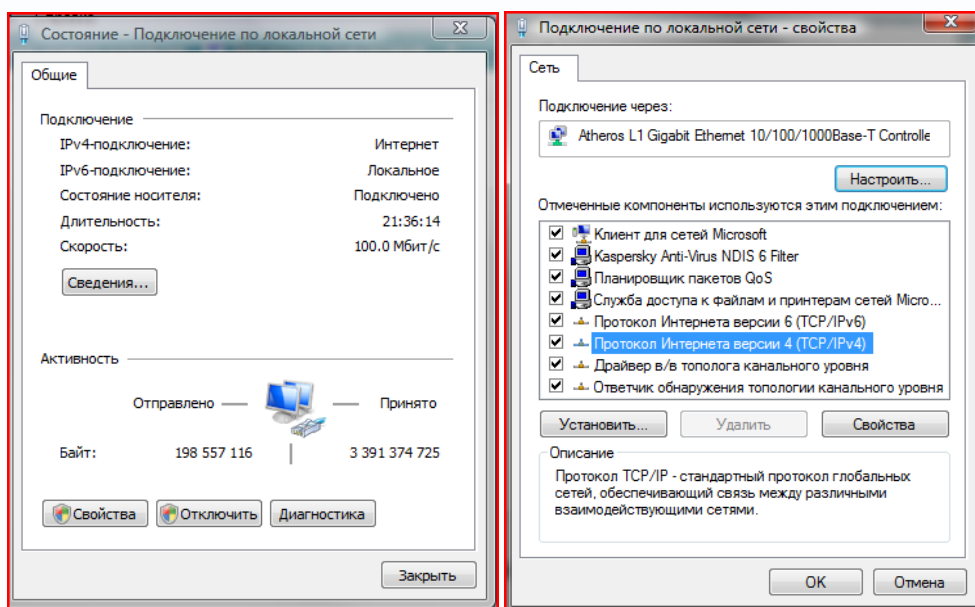 Состояние - Подключение по локальной сети
Общие
Подключение
IPv4-подключение: Интернет
IPv6-подключение: Локальное
Состояние носителя: Подключено
Длительность: 21:36:14
Скорость: 100.0 Мбит/с
Сведения...
Активность
Отправлено Принято
Байт: 198 557 116 3 391 374 725
Свойства Отключить Диагностика
Закрыть
Подключение по локальной сети - свойства
Сеть
Подключение через:
Atheros L1 Gigabit Ethernet 10/100/1000Base-T Controlle
Настроить...
Отмеченные компоненты используются этим подключением:
Клиент для сетей Microsoft
Kaspersky Anti-Virus NDIS 6 Filter
Планировщик пакетов QoS
Служба доступа к файлам и принтерам сетей Micro...
Протокол Интернета версии 6 (TCP/IPv6)
Протокол Интернета версии 4 (TCP/IPv4)
Драйвер в/в тополога канального уровня
Ответчик обнаружения топологии канального уровня
Установить... Удалить Свойства
Описание
Протокол TCP/IP - стандартный протокол глобальных
сетей, обеспечивающий связь между различными
взаимодействующими сетями.
OK Отмена